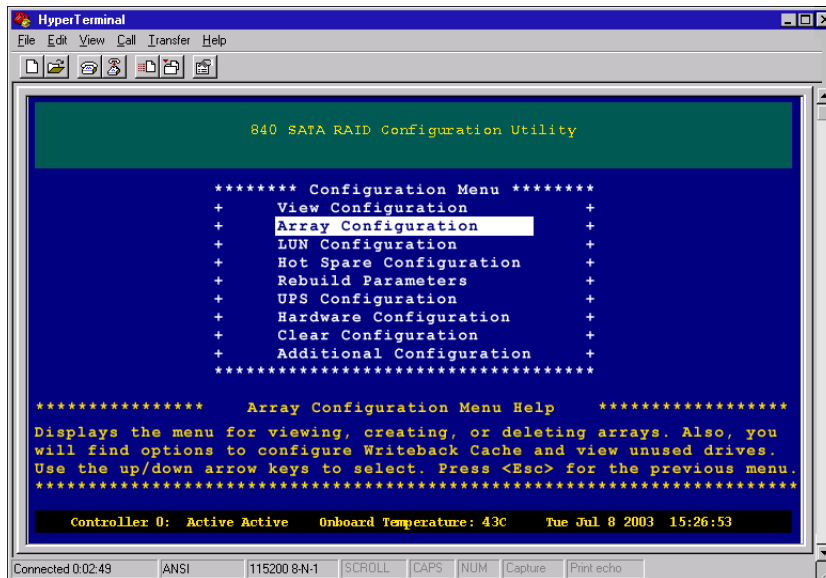 HyperTerminal
File Edit View Call Transfer Help
840 SATA RAID Configuration Utility
******** Configuration Menu ********
+ View Configuration +
+ Array Configuration +
+ LUN Configuration +
+ Hot Spare Configuration +
+ Rebuild Parameters +
+ UPS Configuration +
+ Hardware Configuration +
+ Clear Configuration +
+ Additional Configuration +
************************************
**************** Array Configuration Menu Help ******************
Displays the menu for viewing, creating, or deleting arrays. Also, you
will find options to configure Writeback Cache and view unused drives.
Use the up/down arrow keys to select. Press <Esc> for the previous menu.
************************************************************************
Controller 0: Active Active Onboard Temperature: 43C Tue Jul 8 2003 15:26:53
Connected 0:02:49 ANSI 115200 8-N-1 SCROLL CAPS NUM Capture Print echo